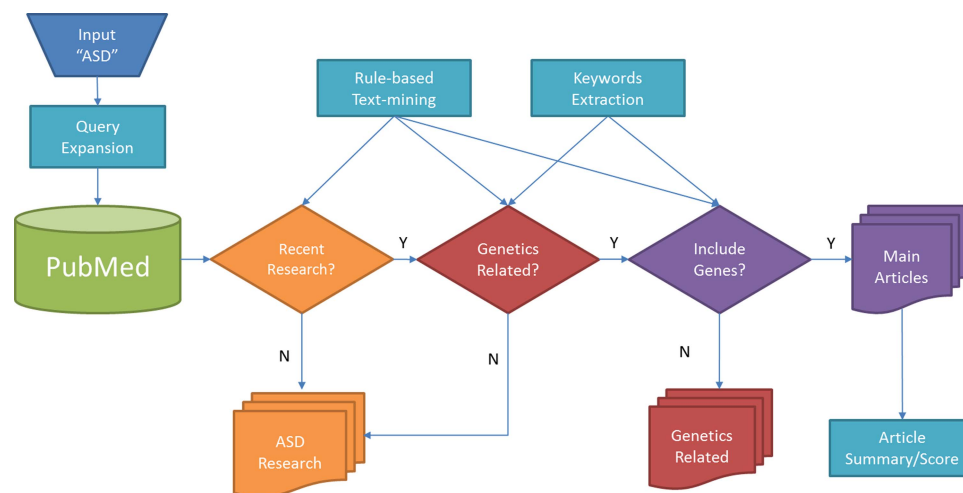 Input
“ASD”
Rule-based
Text-mining
Keywords
Extraction
Query
Expansion
PubMed
Recent
Research?
Y
Genetics
Related?
Y
Include
Genes?
Y
Main
Articles
N
N
N
ASD
Research
Genetics
Related
Article
Summary/Score